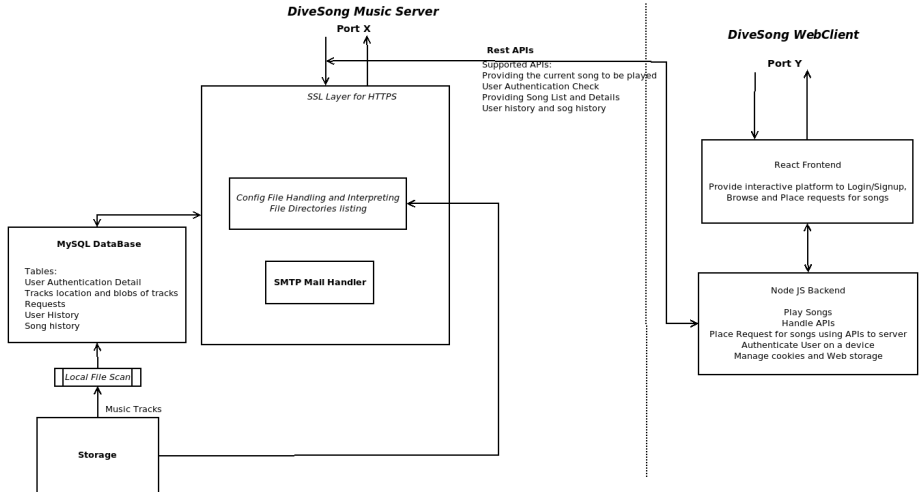 DiveSong Music Server
Port X
Rest APIs
Supported APIs:
Providing the current song to be played
User Authentication Check
Providing Song List and Details
User history and sog history
SSL Layer for HTTPS
Config File Handling and Interpreting
File Directories listing
SMTP Mail Handler
MySQL DataBase
Tables:
User Authentication Detail
Tracks location and blobs of tracks
Requests
User History
Song history
Local File Scan
Music Tracks
Storage
DiveSong WebClient
Port Y
React Frontend
Provide interactive platform to Login/Signup,
Browse and Place requests for songs
Node JS Backend
Play Songs
Handle APIs
Place Request for songs using APIs to server
Authenticate User on a device
Manage cookies and Web storage